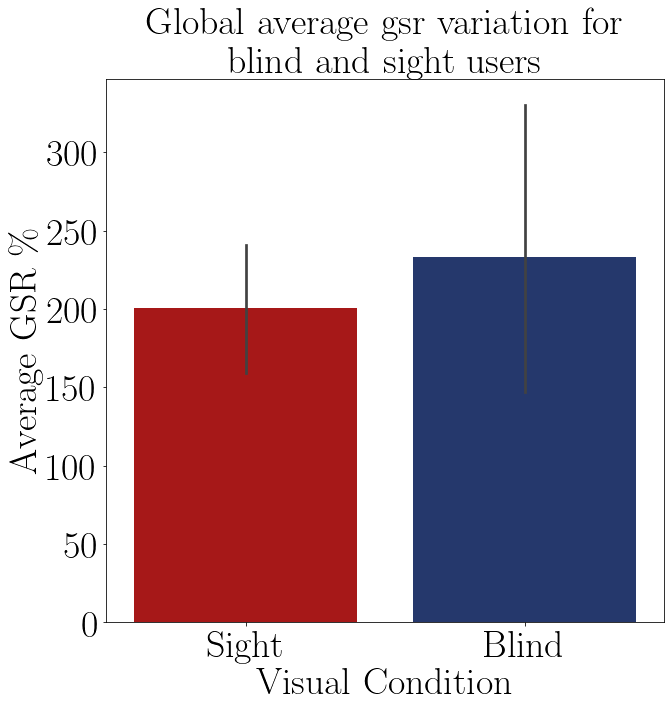 Global average gsr variation for
blind and sight users
Average GSR %
300
250
200
150
100
50
0
Sight
Blind
Visual Condition